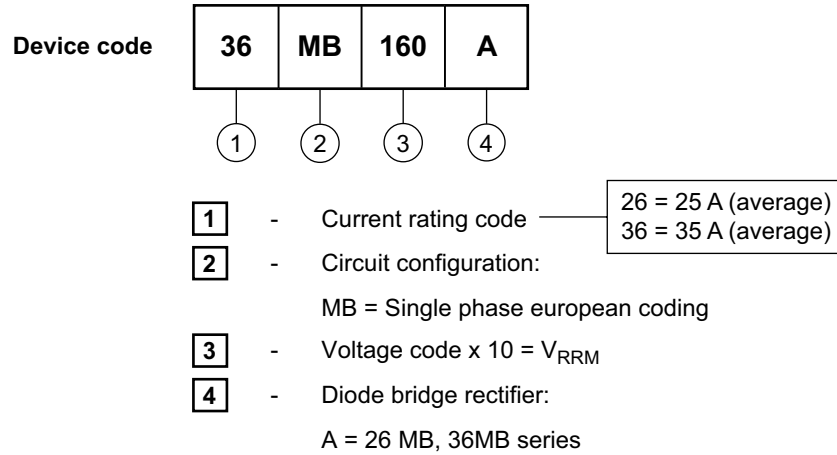 Device code 36 MB 160 A
1 2 3 4
1 - Current rating code
26 = 25 A (average)
36 = 35 A (average)
2 - Circuit configuration:
MB = Single phase european coding
3 - Voltage code x 10 = VRRM
4 - Diode bridge rectifier:
A = 26 MB, 36MB series